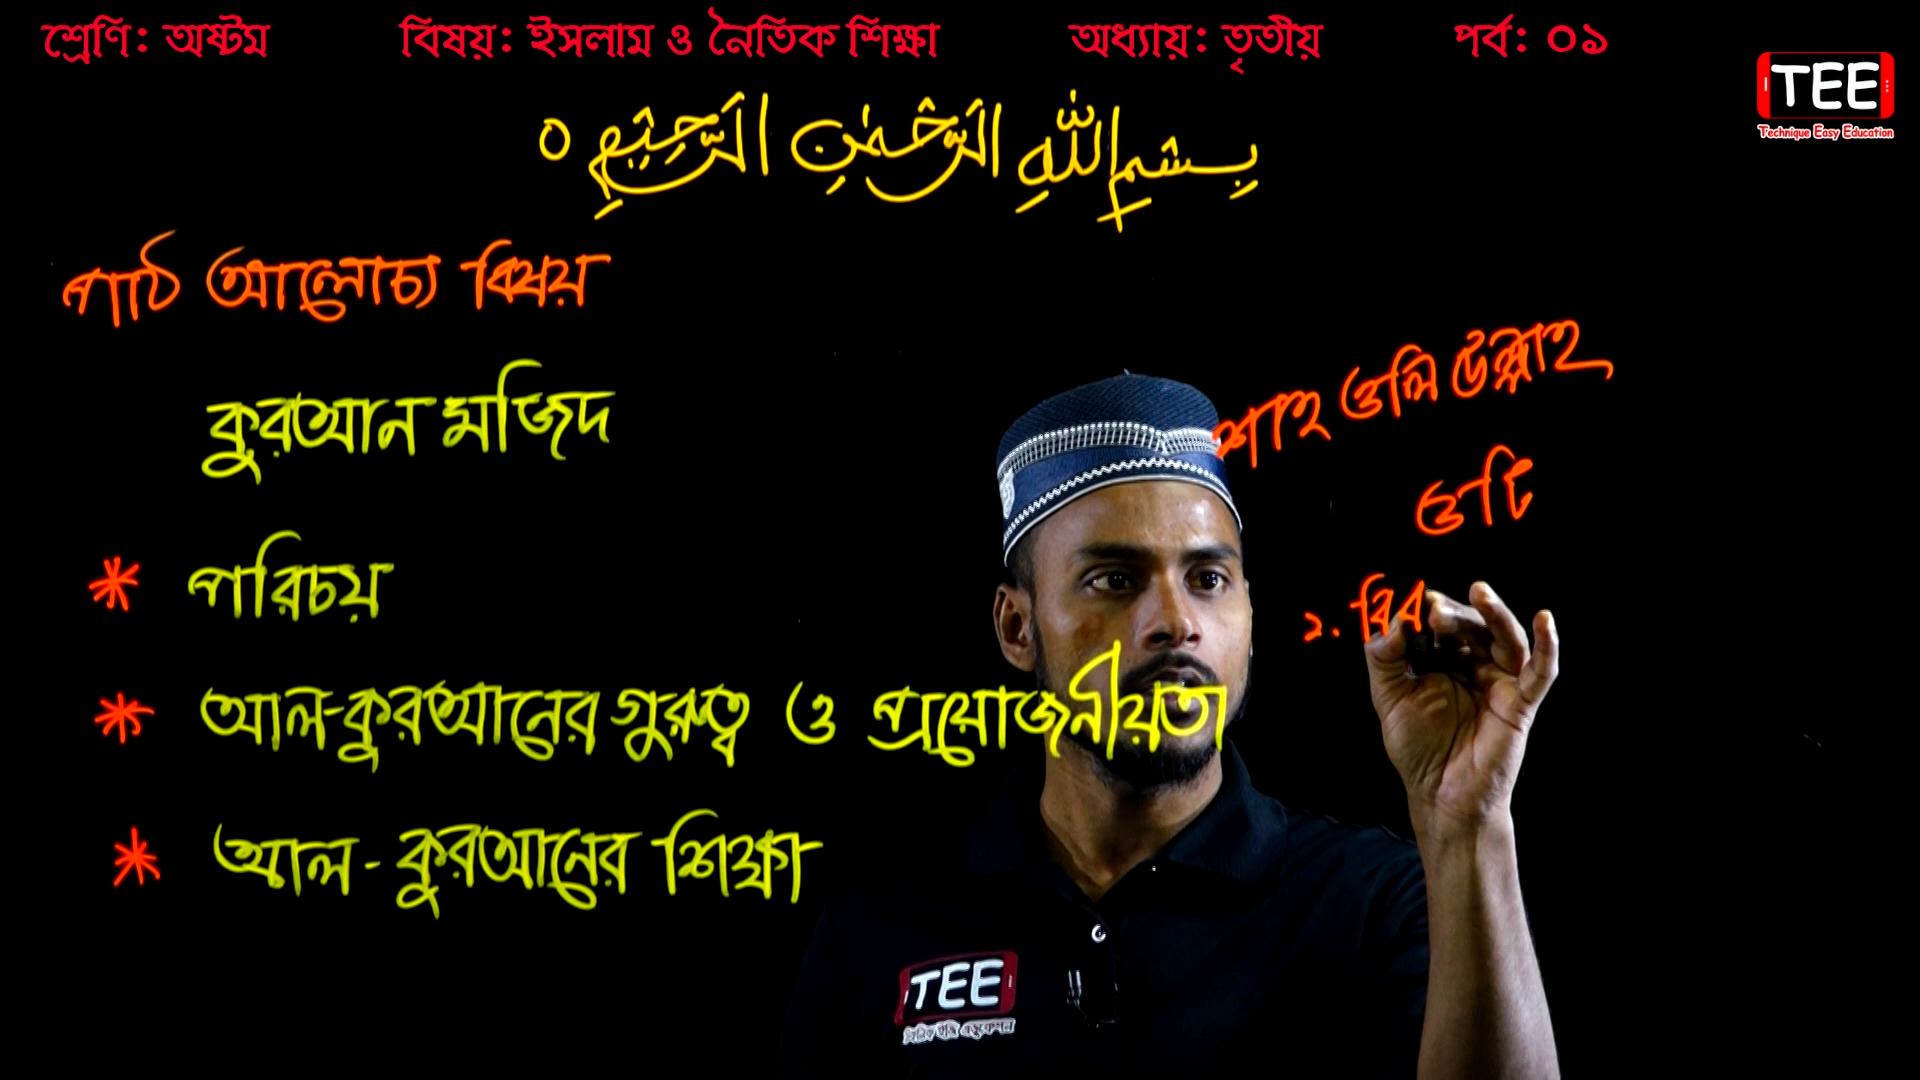 শ্রেণি: অষ্টম বিষয়: ইসলাম ও নৈতিক শিক্ষা অধ্যায়: তৃতীয় পর্ব: ০১
TEE
Technique Easy Education
بِسْمِ اللّٰهِ الرَّحْمٰنِ الرَّحِيْمِ ০
পাঠ আলোচ্য বিষয়
কুরআন মজিদ
* পরিচয়
* আল-কুরআনের গুরুত্ব ও প্রয়োজনীয়তা
* আল-কুরআনের শিক্ষা
শাহ ওলি উল্লাহ
৩টি
১. বিব
TEE